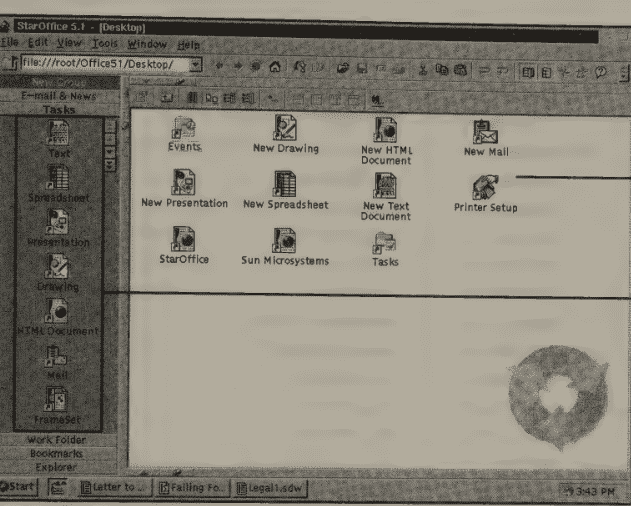 StarOffice 5.1 - [Desktop]
File Edit View Tools Window Help
file:///root/Office51/Desktop/
E-mail & News
Tasks
Text
Spreadsheet
Presentation
Drawing
HTML Document
Mail
FrameSet
Work Folder
Bookmarks
Explorer
Events
New Drawing
New HTML
Document
New Mail
New Presentation
New Spreadsheet
New Text
Document
Printer Setup
StarOffice
Sun Microsystems
Tasks
Start
Letter to ...
Failing Fo...
Legal1.sdw
3:43 PM